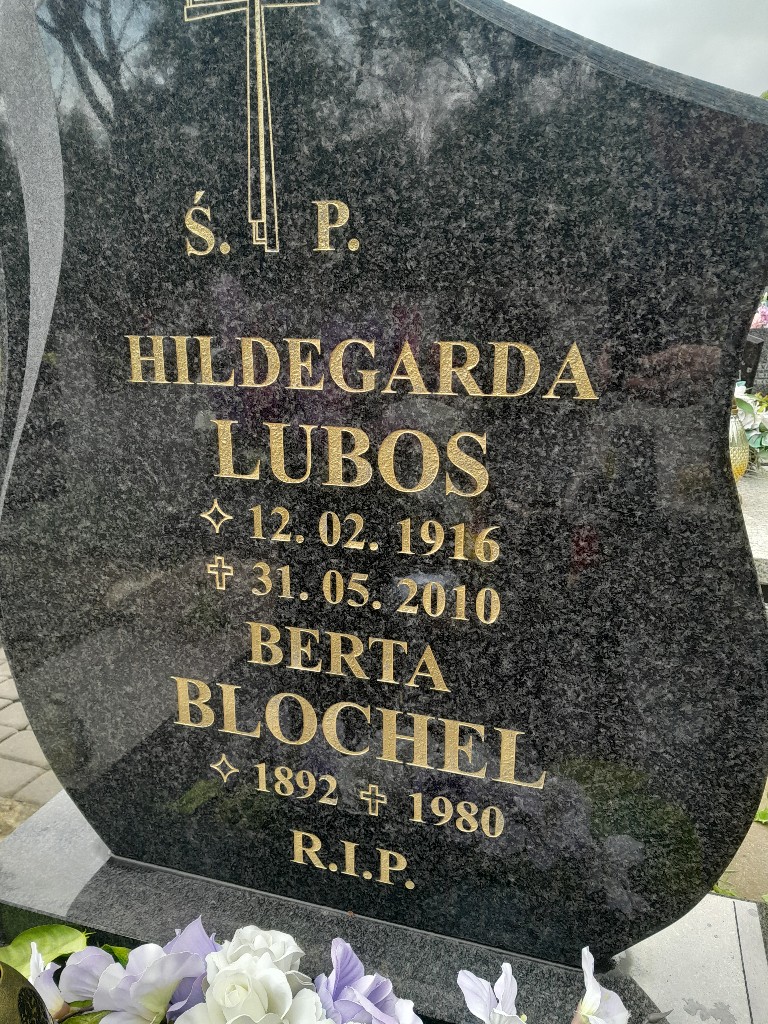 Ś. P.
HILDEGARDA
LUBOS
12. 02. 1916
31. 05. 2010
BERTA
BLOCHEL
1892 1980
R.I.P.